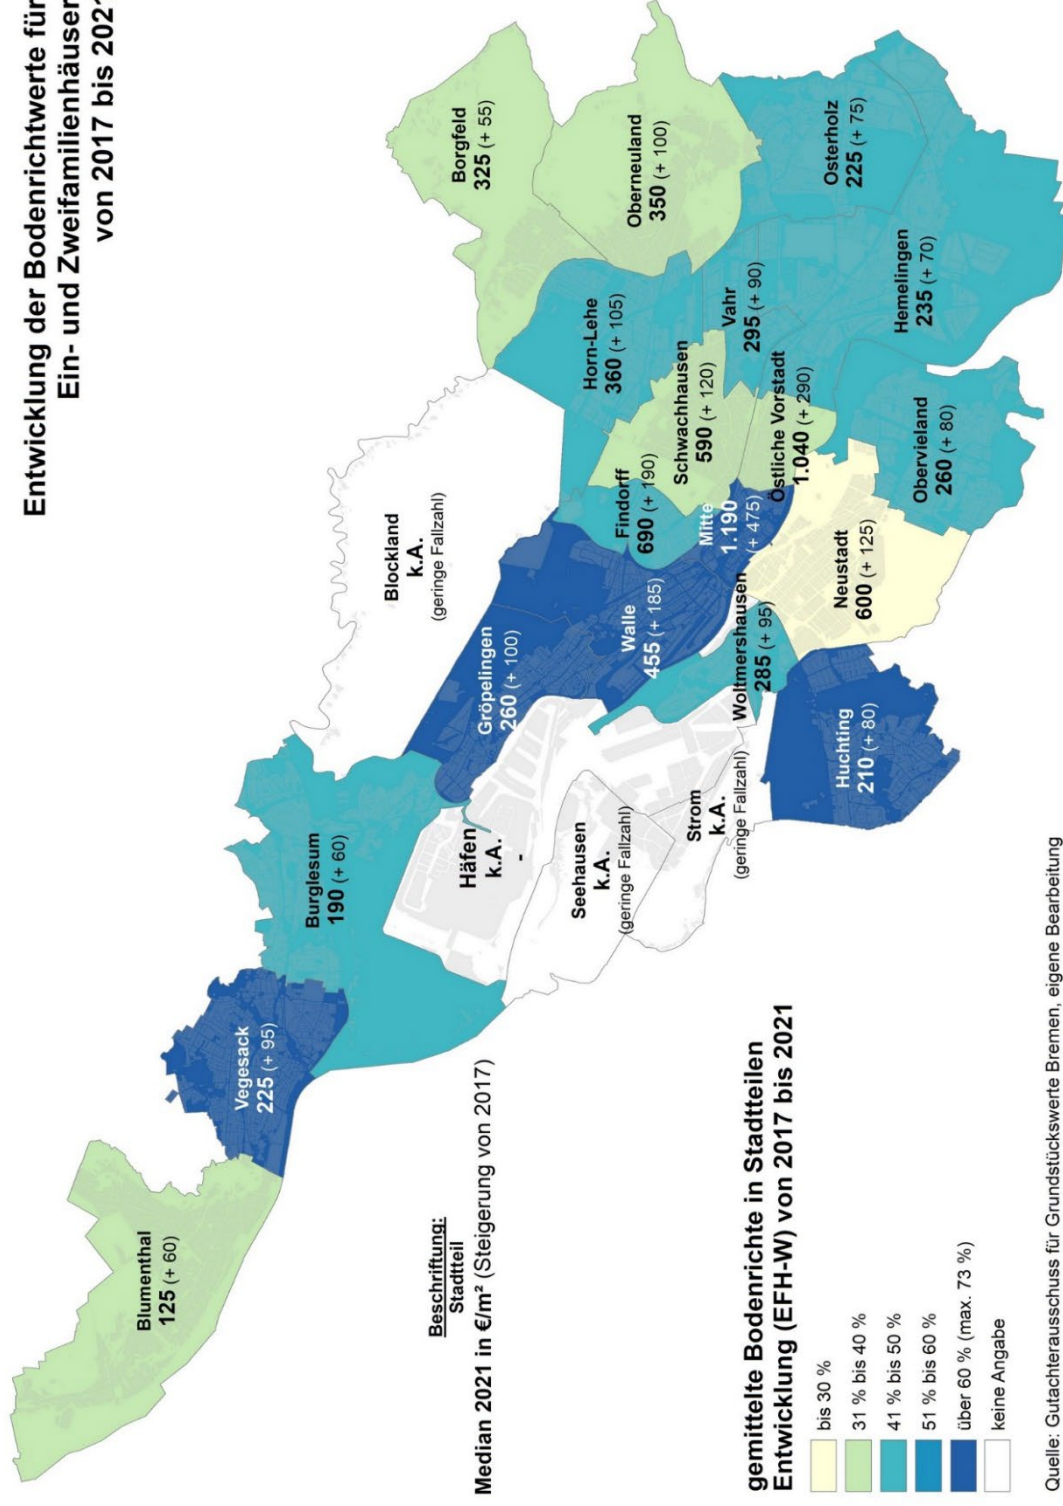 Entwicklung der Bodenrichtwerte für
Ein- und Zweifamilienhäuser
von 2017 bis 2021
Blumenthal
125 (+ 60)
Vegesack
225 (+ 95)
Burglesum
190 (+ 60)
Blockland
k.A.
(geringe Fallzahl)
Borgfeld
325 (+ 55)
Oberneuland
350 (+ 100)
Horn-Lehe
360 (+ 105)
Gröpelingen
260 (+ 100)
Häfen
k.A.
-
Walle
455 (+ 185)
Findorff
690 (+ 190)
Schwachhausen
590 (+ 120)
Vahr
295 (+ 90)
Osterholz
225 (+ 75)
Mitte
1.190
(+ 475)
Östliche Vorstadt
1.040 (+ 290)
Hemelingen
235 (+ 70)
Seehausen
k.A.
(geringe Fallzahl)
Strom
k.A.
(geringe Fallzahl)
Woltmershausen
285 (+ 95)
Neustadt
600 (+ 125)
Obervieland
260 (+ 80)
Huchting
210 (+ 80)
Beschriftung:
Stadtteil
Median 2021 in €/m² (Steigerung von 2017)
gemittelte Bodenrichte in Stadtteilen
Entwicklung (EFH-W) von 2017 bis 2021
bis 30 %
31 % bis 40 %
41 % bis 50 %
51 % bis 60 %
über 60 % (max. 73 %)
keine Angabe
Quelle: Gutachterausschuss für Grundstückswerte Bremen, eigene Bearbeitung